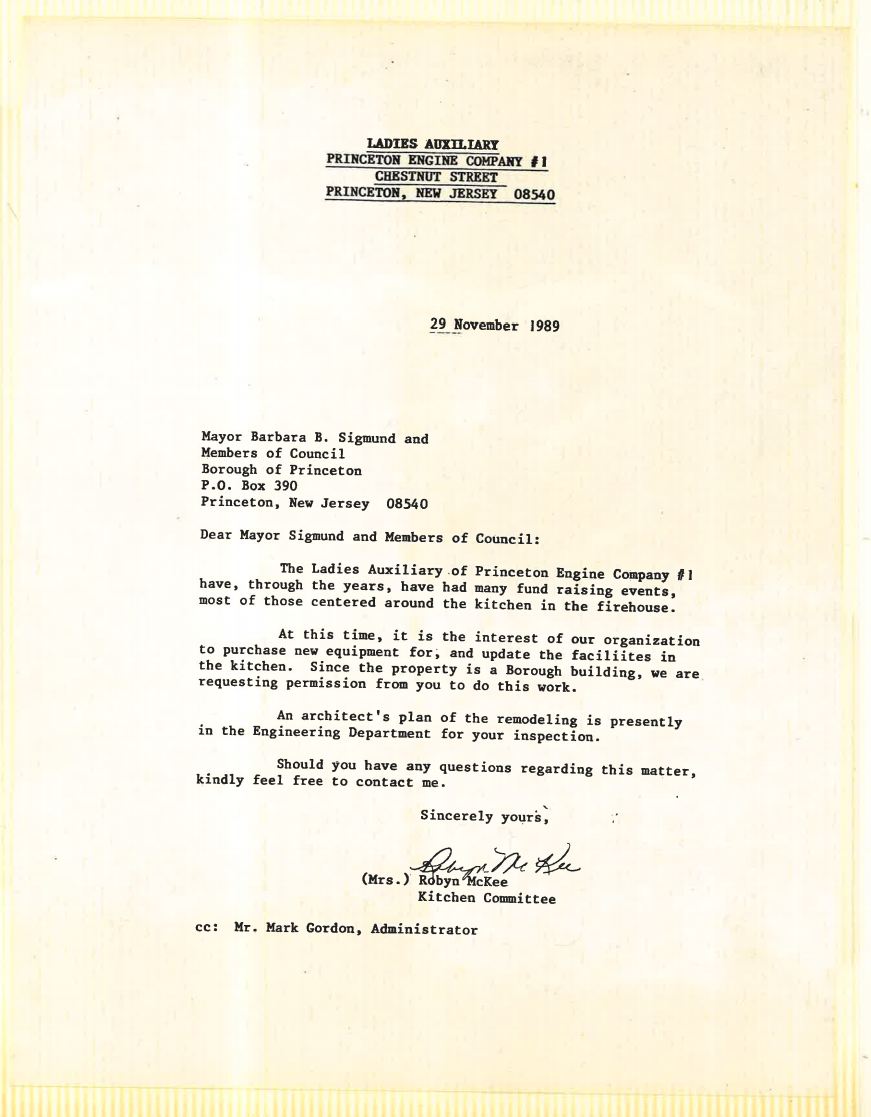 LADIES AUXILIARY
PRINCETON ENGINE COMPANY #1
CHESTNUT STREET
PRINCETON, NEW JERSEY 08540
29 November 1989
Mayor Barbara B. Sigmund and
Members of Council
Borough of Princeton
P.O. Box 390
Princeton, New Jersey 08540
Dear Mayor Sigmund and Members of Council:
The Ladies Auxiliary of Princeton Engine Company #1
have, through the years, have had many fund raising events,
most of those centered around the kitchen in the firehouse.
At this time, it is the interest of our organization
to purchase new equipment for, and update the faciliites in
the kitchen. Since the property is a Borough building, we are
requesting permission from you to do this work.
An architect's plan of the remodeling is presently
in the Engineering Department for your inspection.
Should you have any questions regarding this matter,
kindly feel free to contact me.
Sincerely yours,
Robyn McKee
(Mrs.) Robyn McKee
Kitchen Committee
cc: Mr. Mark Gordon, Administrator